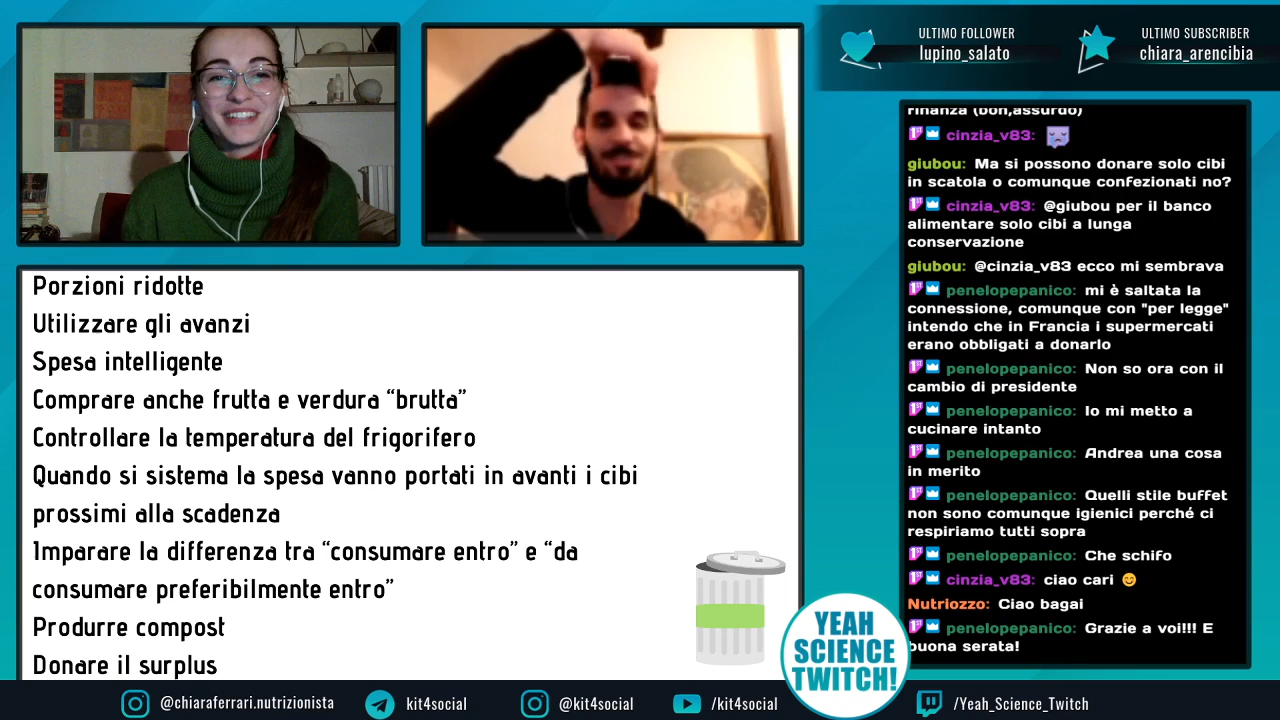 ULTIMO FOLLOWER
lupino_salato
ULTIMO SUBSCRIBER
chiara_arencibia
Porzioni ridotte
Utilizzare gli avanzi
Spesa intelligente
Comprare anche frutta e verdura “brutta”
Controllare la temperatura del frigorifero
Quando si sistema la spesa vanno portati in avanti i cibi
prossimi alla scadenza
Imparare la differenza tra “consumare entro” e “da
consumare preferibilmente entro”
Produrre compost
Donare il surplus
rinanza (bon,assurdo)
cinzia_v83:
giubou: Ma si possono donare solo cibi
in scatola o comunque confezionati no?
cinzia_v83: @giubou per il banco
alimentare solo cibi a lunga
conservazione
giubou: @cinzia_v83 ecco mi sembrava
penelopepanico: mi è saltata la
connessione, comunque con "per legge"
intendo che in Francia i supermercati
erano obbligati a donarlo
penelopepanico: Non so ora con il
cambio di presidente
penelopepanico: Io mi metto a
cucinare intanto
penelopepanico: Andrea una cosa
in merito
penelopepanico: Quelli stile buffet
non sono comunque igienici perché ci
respiriamo tutti sopra
penelopepanico: Che schifo
cinzia_v83: ciao cari 😊
Nutriozzo: Ciao bagai
penelopepanico: Grazie a voi!!! E
buona serata!
YEAH
SCIENCE
TWITCH!
@chiaraferrari.nutrizionista
kit4social
@kit4social
/kit4social
/Yeah_Science_Twitch